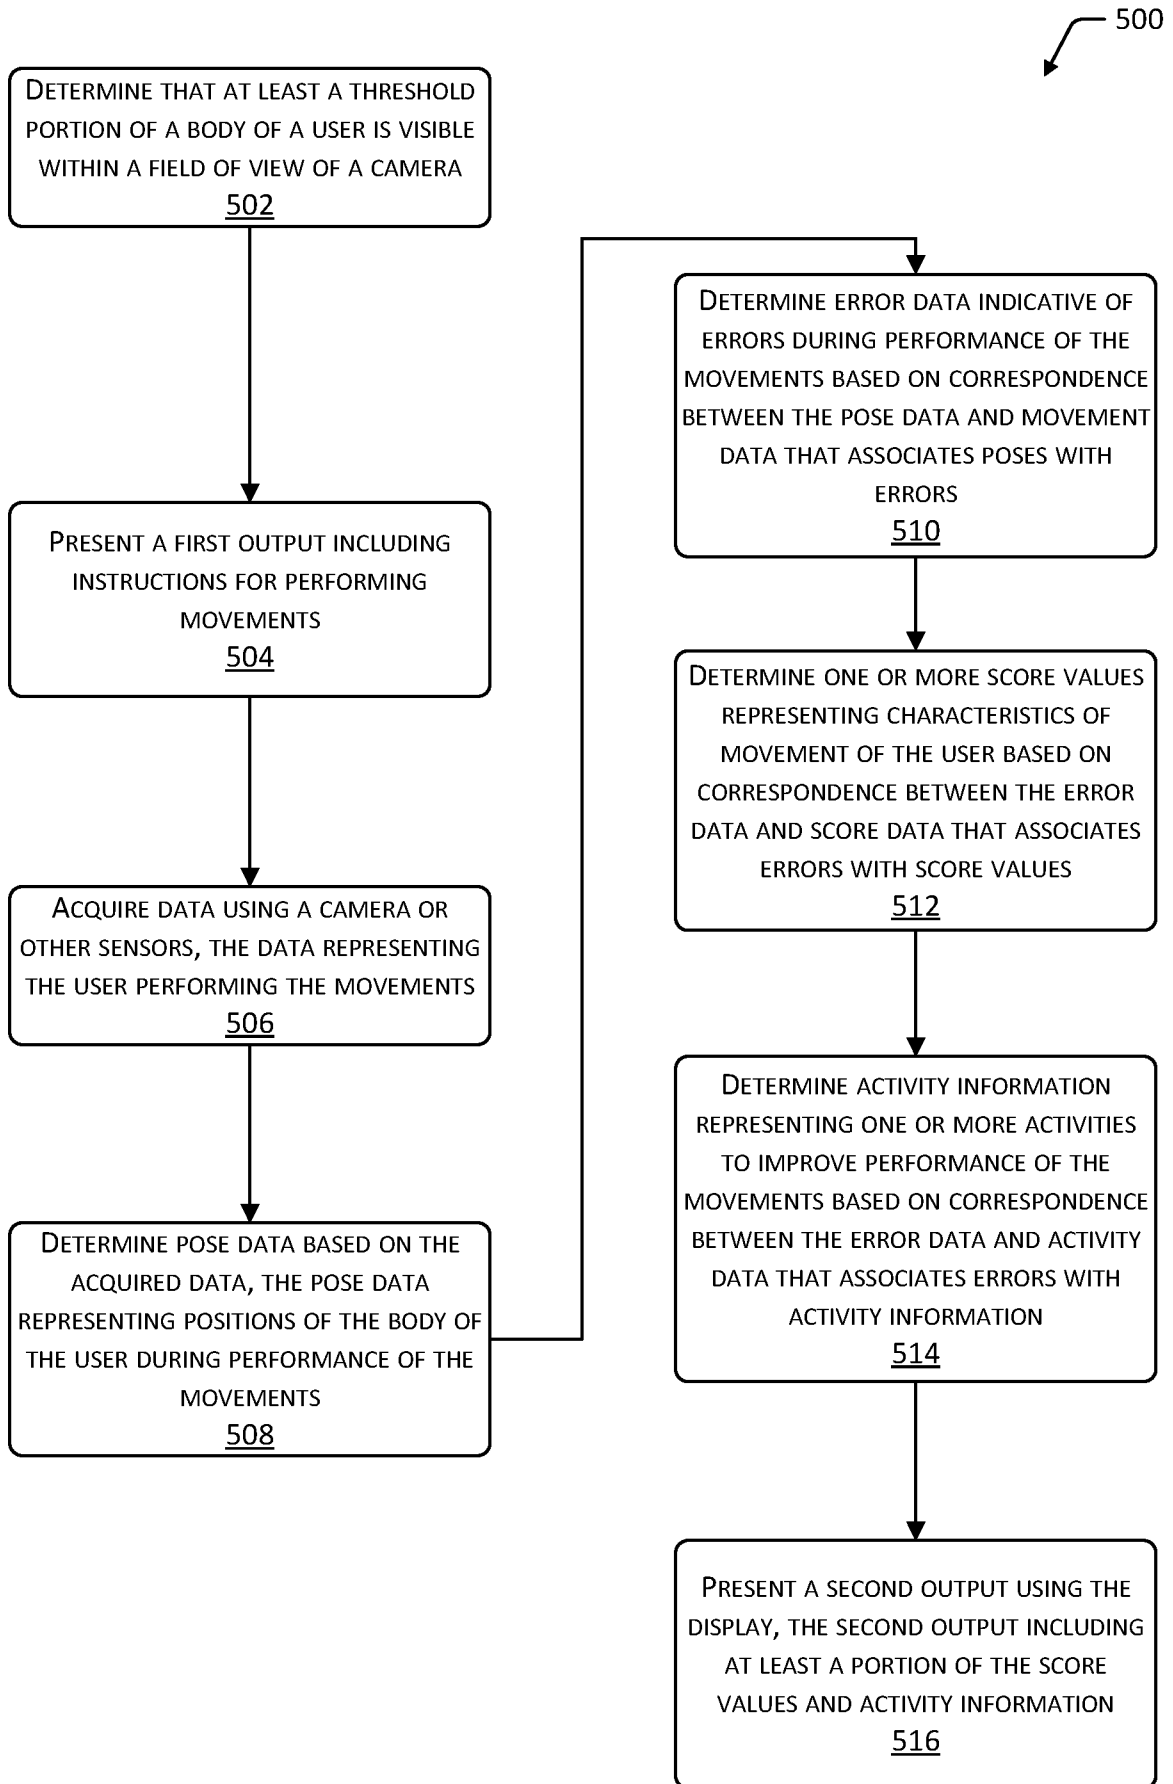 500
DETERMINE THAT AT LEAST A THRESHOLD
PORTION OF A BODY OF A USER IS VISIBLE
WITHIN A FIELD OF VIEW OF A CAMERA
502
PRESENT A FIRST OUTPUT INCLUDING
INSTRUCTIONS FOR PERFORMING
MOVEMENTS
504
ACQUIRE DATA USING A CAMERA OR
OTHER SENSORS, THE DATA REPRESENTING
THE USER PERFORMING THE MOVEMENTS
506
DETERMINE POSE DATA BASED ON THE
ACQUIRED DATA, THE POSE DATA
REPRESENTING POSITIONS OF THE BODY OF
THE USER DURING PERFORMANCE OF THE
MOVEMENTS
508
DETERMINE ERROR DATA INDICATIVE OF
ERRORS DURING PERFORMANCE OF THE
MOVEMENTS BASED ON CORRESPONDENCE
BETWEEN THE POSE DATA AND MOVEMENT
DATA THAT ASSOCIATES POSES WITH
ERRORS
510
DETERMINE ONE OR MORE SCORE VALUES
REPRESENTING CHARACTERISTICS OF
MOVEMENT OF THE USER BASED ON
CORRESPONDENCE BETWEEN THE ERROR
DATA AND SCORE DATA THAT ASSOCIATES
ERRORS WITH SCORE VALUES
512
DETERMINE ACTIVITY INFORMATION
REPRESENTING ONE OR MORE ACTIVITIES
TO IMPROVE PERFORMANCE OF THE
MOVEMENTS BASED ON CORRESPONDENCE
BETWEEN THE ERROR DATA AND ACTIVITY
DATA THAT ASSOCIATES ERRORS WITH
ACTIVITY INFORMATION
514
PRESENT A SECOND OUTPUT USING THE
DISPLAY, THE SECOND OUTPUT INCLUDING
AT LEAST A PORTION OF THE SCORE
VALUES AND ACTIVITY INFORMATION
516